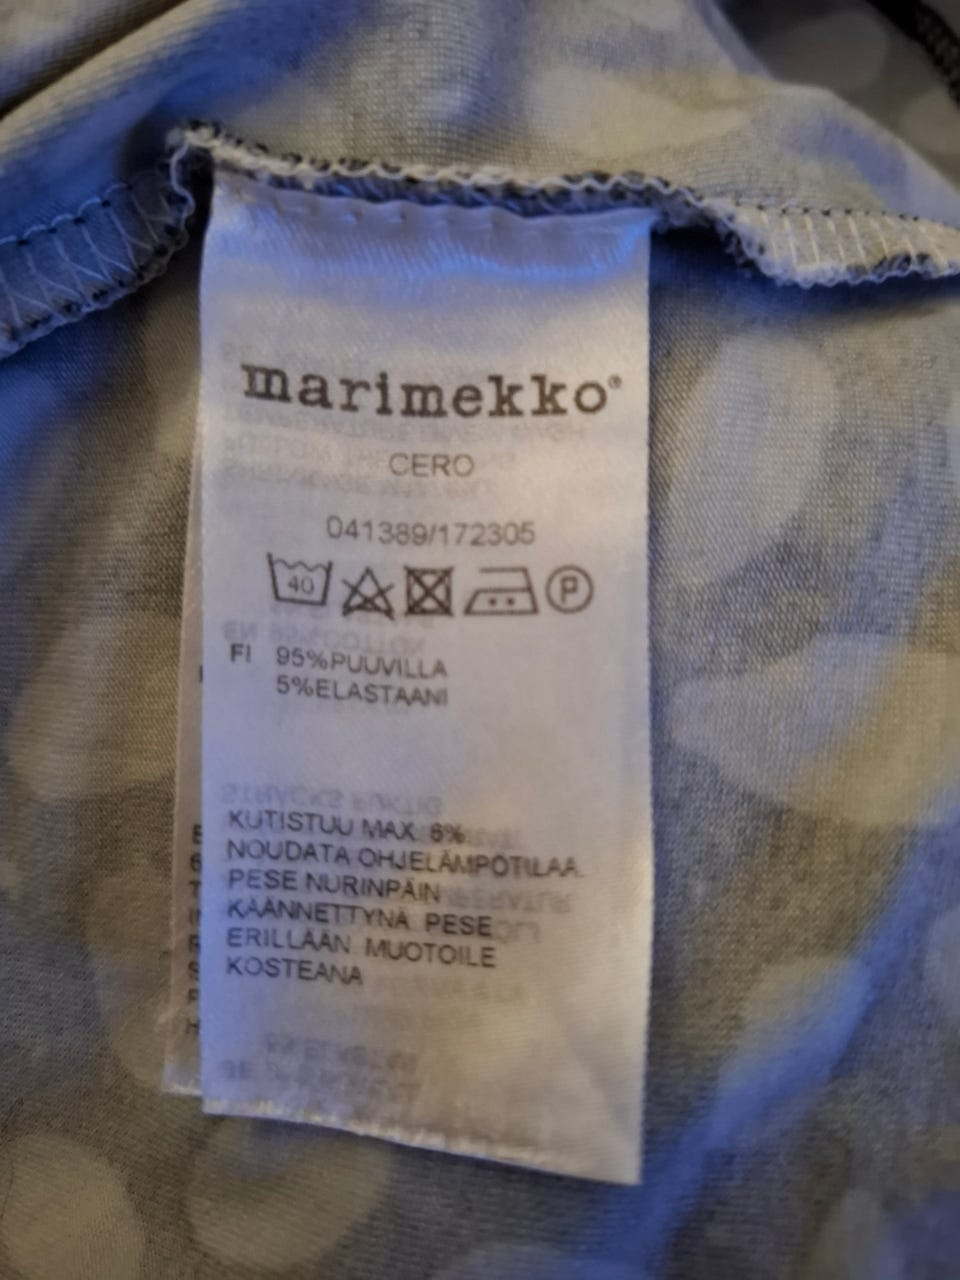 marimekko®
CERO
041389/172305
40 P
FI 95%PUUVILLA
5%ELASTAANI
KUTISTUU MAX. 6%
NOUDATA OHJELÄMPÖTILAA.
PESE NURINPÄIN
KÄÄNNETTYNÄ. PESE
ERILLÄÄN. MUOTOILE
KOSTEANA